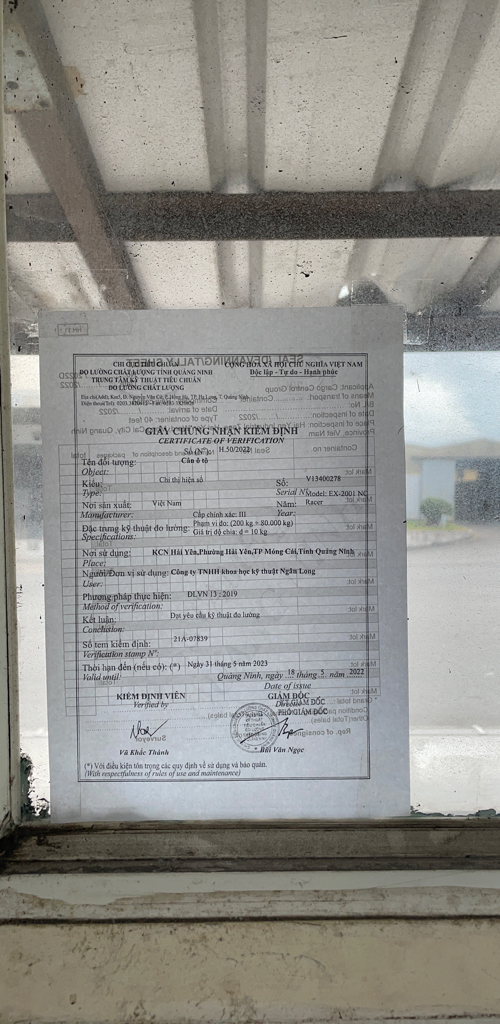 CHI CỤC TIÊU CHUẨN
ĐO LƯỜNG CHẤT LƯỢNG TỈNH QUẢNG NINH
TRUNG TÂM KỸ THUẬT TIÊU CHUẨN
ĐO LƯỜNG CHẤT LƯỢNG
CỘNG HÒA XÃ HỘI CHỦ NGHĨA VIỆT NAM
Độc lập - Tự do - Hạnh phúc
GIẤY CHỨNG NHẬN KIỂM ĐỊNH
CERTIFICATE OF VERIFICATION
Số (N°): H.50/2022
Tên đối tượng: Cân ô tô
Object:
Kiểu: Chỉ thị hiện số Số: V13400278
Type: Serial N° Model: EX-2001 NC
Nơi sản xuất: Việt Nam Năm: Racer
Manufacturer: Cấp chính xác: III Year:
Đặc trưng kỹ thuật đo lường: Phạm vi đo: (200 kg ÷ 80.000 kg)
Specifications: Giá trị độ chia: d = 10 kg
Nơi sử dụng: KCN Hải Yên,Phường Hải Yên,TP Móng Cái,Tỉnh Quảng Ninh
Place:
Người/Đơn vị sử dụng: Công ty TNHH khoa học kỹ thuật Ngân Long
User:
Phương pháp thực hiện: ĐLVN 13 : 2019
Method of verification:
Kết luận: Đạt yêu cầu kỹ thuật đo lường
Conclusion:
Số tem kiểm định: 21A-07839
Verification stamp N°:
Thời hạn đến (nếu có): (*) Ngày 31 tháng 5 năm 2023
Valid until: Quảng Ninh, ngày 18 tháng 5 năm 2022
Date of issue
KIỂM ĐỊNH VIÊN GIÁM ĐỐC
Verified by Director
PHÓ GIÁM ĐỐC
Vũ Khắc Thành Bùi Văn Ngọc
(*) Với điều kiện tôn trọng các quy định về sử dụng và bảo quản.
(With respectfulness of rules of use and maintenance)